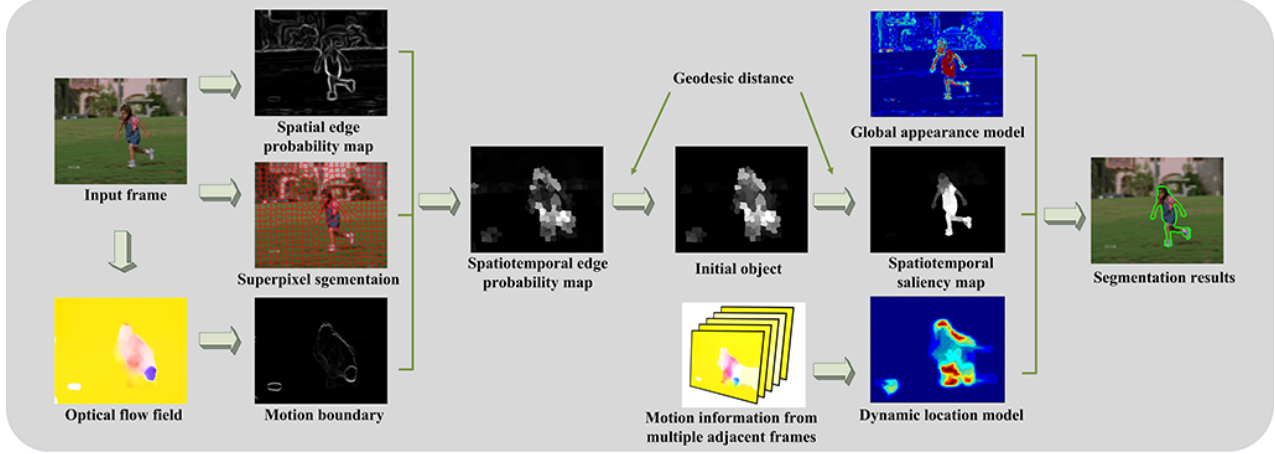 Spatial edge
probability map
Input frame
Superpixel sgementaion
Optical flow field
Motion boundary
Spatiotemporal edge
probability map
Geodesic distance
Initial object
Global appearance model
Spatiotemporal
saliency map
Motion information from
multiple adjacent frames
Dynamic location model
Segmentation results